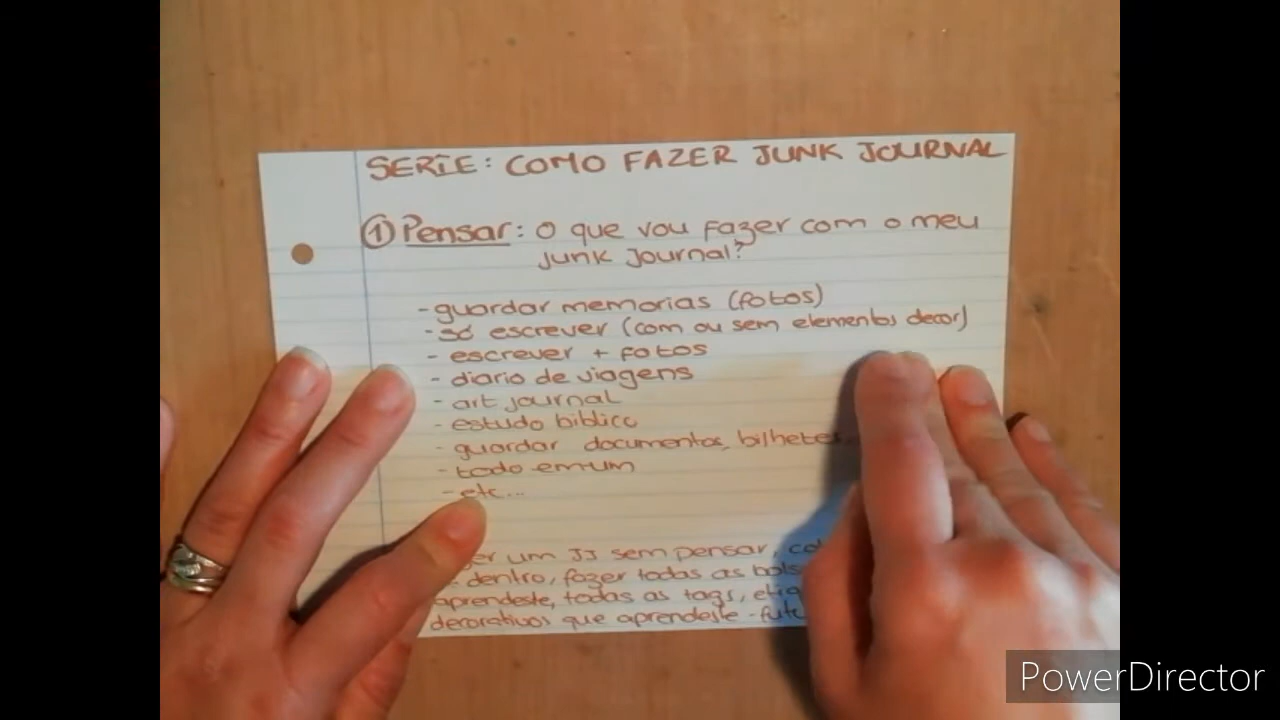 SERIE: COMO FAZER JUNK JOURNAL
① Pensar: O que vou fazer com o meu
junk journal?
- guardar memorias (fotos)
- só escrever (com ou sem elementos decor)
- escrever + fotos
- diario de viagens
- art journal
- estudo biblico
- guardar documentos, bilhetes
- todo em um
- etc...
um JJ sem pensar,
dentro, fazer todas as
aprendeste, todas as tags,
decorativos que aprendeste -
PowerDirector